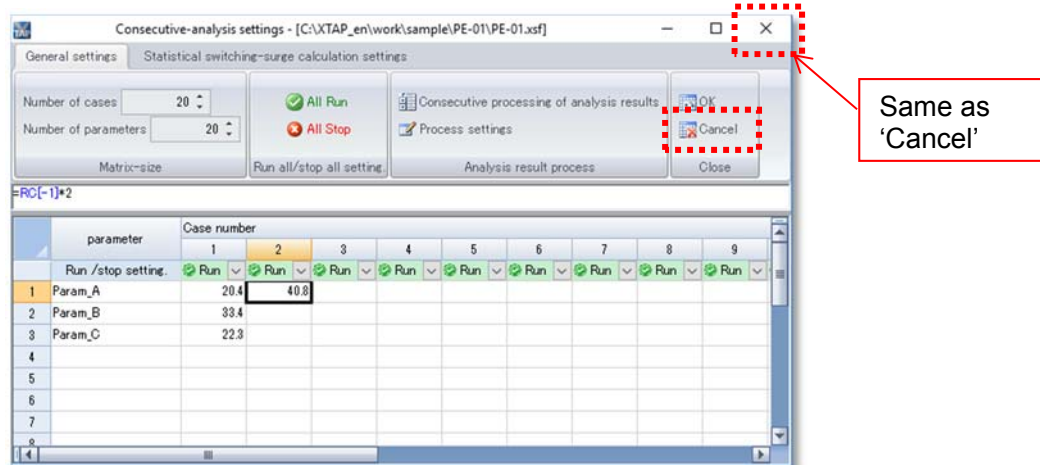 TAP Consecutive-analysis settings - [C:\XTAP_en\work\sample\PE-01\PE-01.xsf]
General settings Statistical switching-surge calculation settings
Number of cases 20 All Run Consecutive processing of analysis results OK
Number of parameters 20 All Stop Process settings Cancel
Matrix-size Run all/stop all setting. Analysis result process Close
=RC[-1]*2
parameter Case number
1 2 3 4 5 6 7 8 9
Run /stop setting. Run Run Run Run Run Run Run Run Run
1 Param_A 20.4 40.8
2 Param_B 33.4
3 Param_C 22.3
4
5
6
7
8
Same as
‘Cancel’